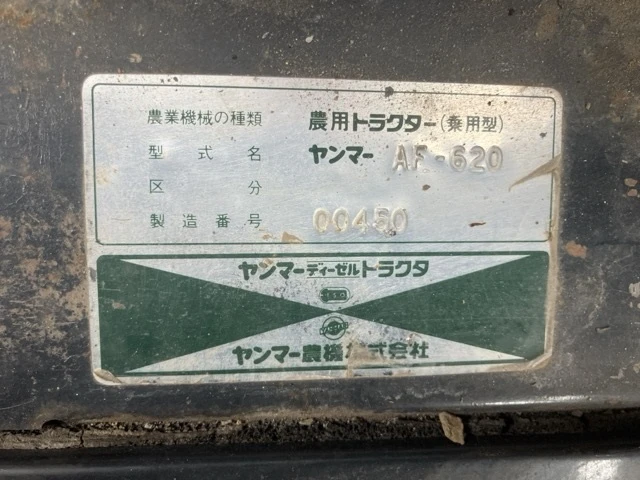 農業機械の種類 農用トラクター(乗用型)
型式名 ヤンマー AF-620
区分
製造番号 00450
ヤンマーディーゼルトラクタ
ヤンマー農機株式会社